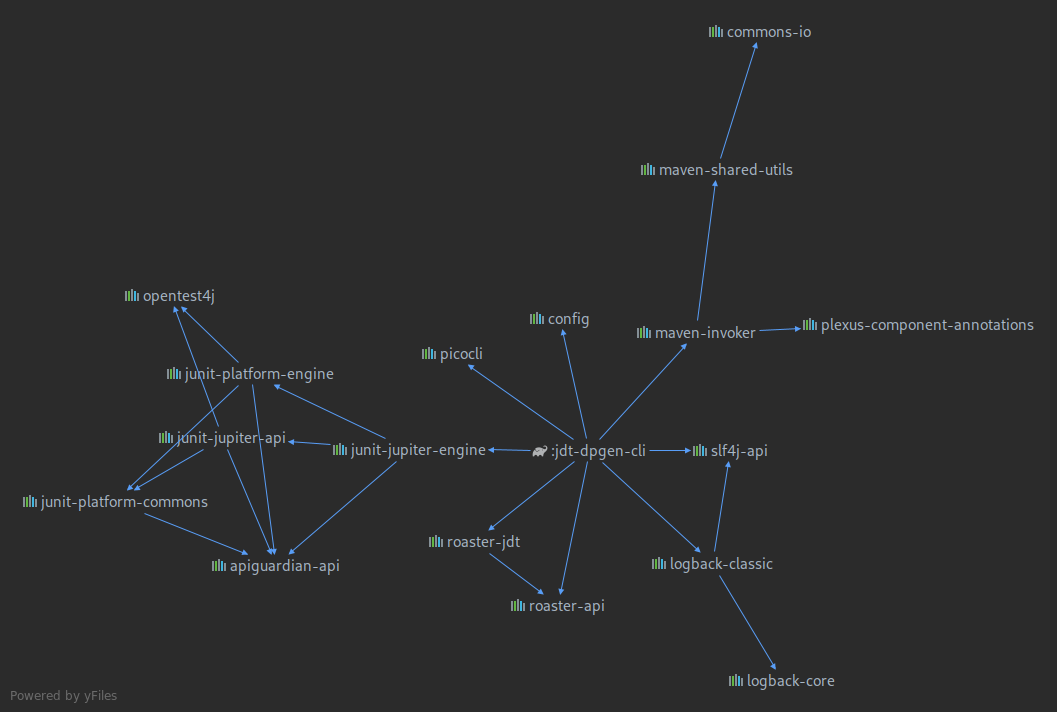 commons-io
maven-shared-utils
opentest4j
config
plexus-component-annotations
maven-invoker
picocli
junit-platform-engine
junit-jupiter-api
junit-jupiter-engine
:jdt-dpgen-cli
slf4j-api
junit-platform-commons
roaster-jdt
apiguardian-api
logback-classic
roaster-api
logback-core
Powered by yFiles